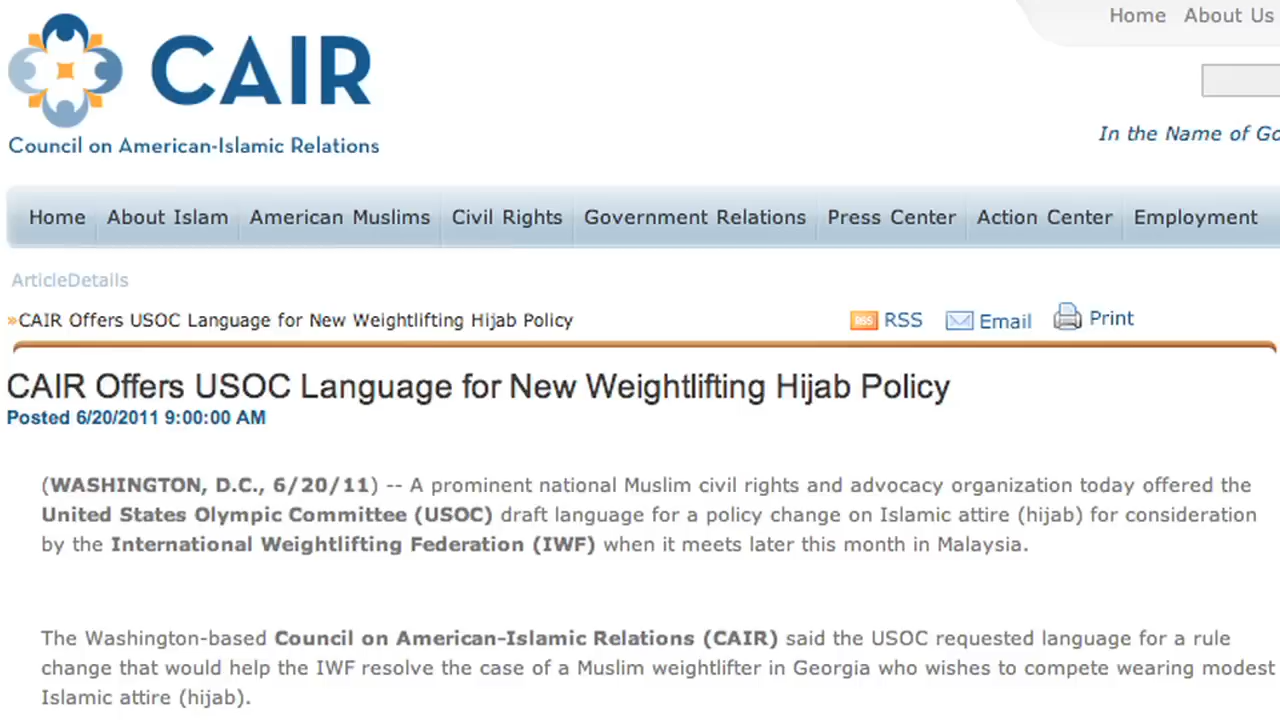 Home About Us
CAIR
Council on American-Islamic Relations
In the Name of
Home About Islam American Muslims Civil Rights Government Relations Press Center Action Center Employment
ArticleDetails
»CAIR Offers USOC Language for New Weightlifting Hijab Policy
RSS RSS Email Print
CAIR Offers USOC Language for New Weightlifting Hijab Policy
Posted 6/20/2011 9:00:00 AM
(WASHINGTON, D.C., 6/20/11) -- A prominent national Muslim civil rights and advocacy organization today offered the
United States Olympic Committee (USOC) draft language for a policy change on Islamic attire (hijab) for consideration
by the International Weightlifting Federation (IWF) when it meets later this month in Malaysia.
The Washington-based Council on American-Islamic Relations (CAIR) said the USOC requested language for a rule
change that would help the IWF resolve the case of a Muslim weightlifter in Georgia who wishes to compete wearing modest
Islamic attire (hijab).